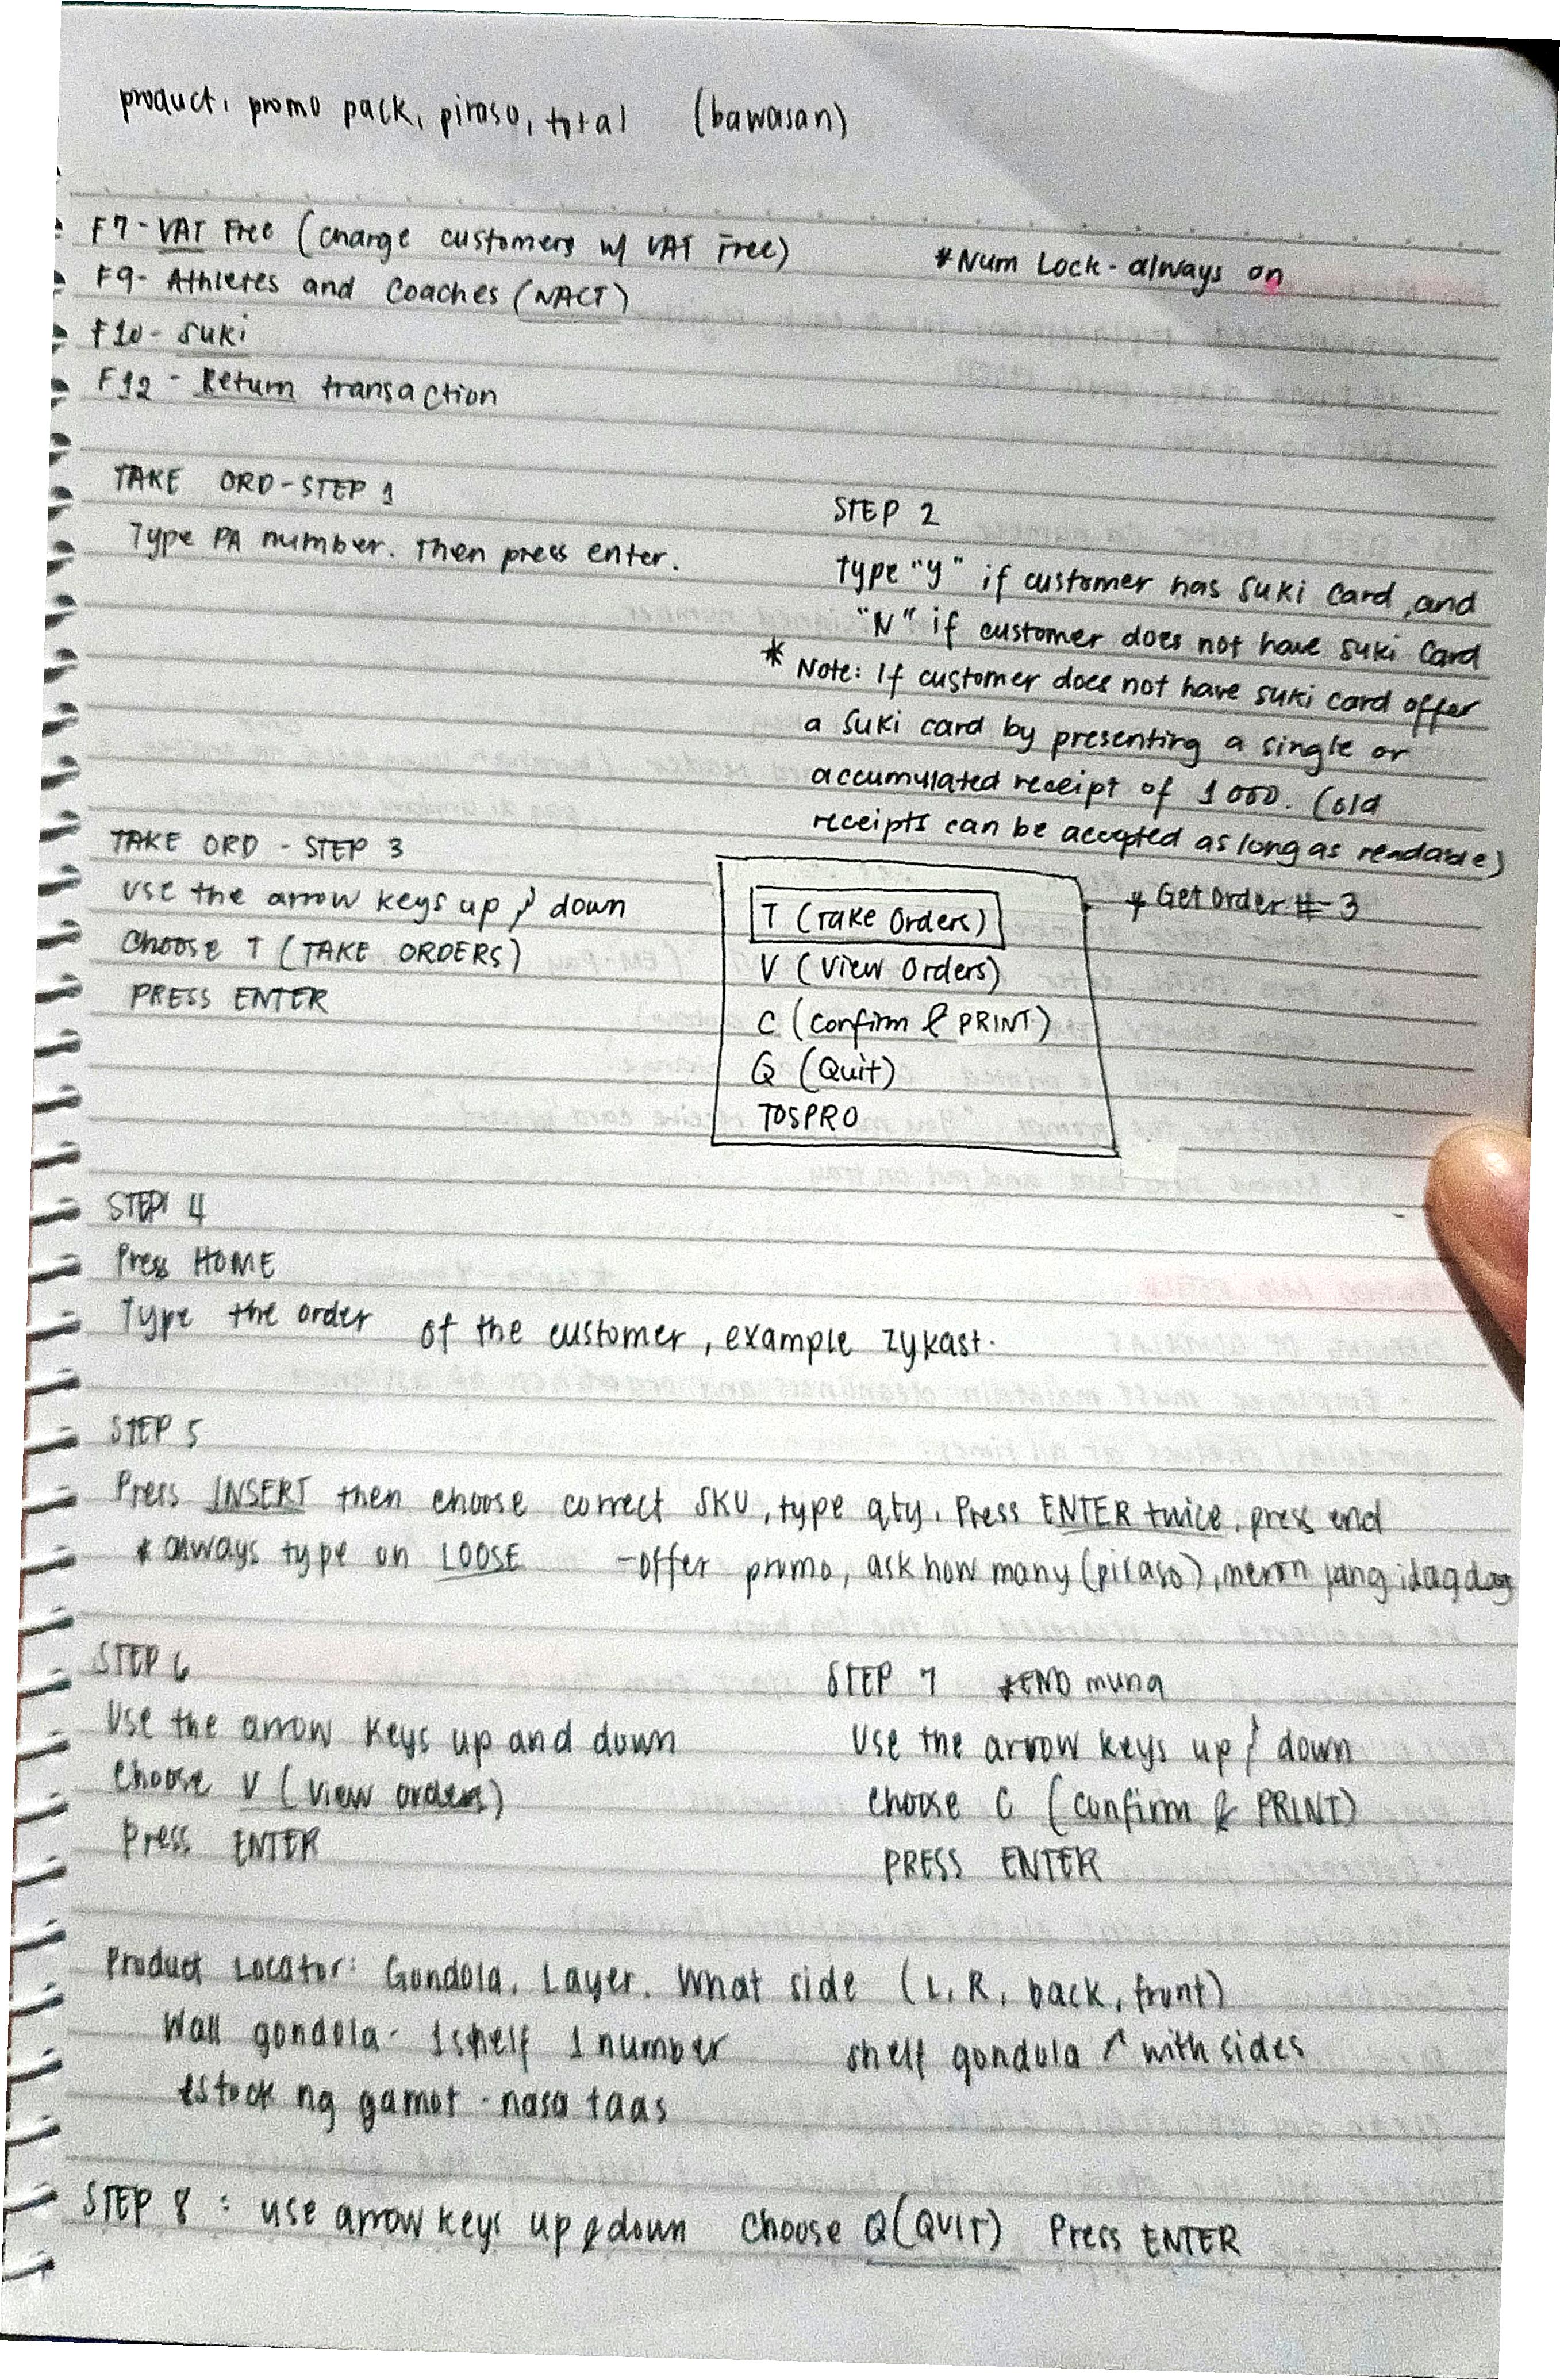 product, promo pack, piraso, total (bawasan)
F7 - VAT Free (charge customers w/ VAT Free)
*Num Lock - always on
F9 - Athletes and Coaches (NACT)
F10 - Suki
F12 - Return transaction
TAKE ORD - STEP 1
Type PA number. Then press enter.
STEP 2
type "y" if customer has suki card, and
"N" if customer does not have suki card
* Note: If customer does not have suki card offer
a suki card by presenting a single or
accumulated receipt of 1000. (old
receipts can be accepted as long as readable)
TAKE ORD - STEP 3
Use the arrow keys up & down
Choose T (TAKE ORDERS)
PRESS ENTER
T (Take Orders)
V (View Orders)
C (Confirm & PRINT)
Q (Quit)
TOSPRO
* Get Order # 3
STEP 4
Press HOME
Type the order of the customer, example zykast.
STEP 5
Press INSERT then choose correct SKU, type qty. Press ENTER twice, press end
* always type on LOOSE - offer promo, ask how many (piraso), meron pang idagdag
STEP 6
Use the arrow keys up and down
choose V (View orders)
Press ENTER
STEP 7 *END muna
Use the arrow keys up & down
choose C (Confirm & PRINT)
PRESS ENTER
Product Locator: Gondola, Layer, What side (L, R, back, front)
Wall gondola - 1 shelf 1 number
shelf gondola with sides
estock ng gamot - nasa taas
STEP 8 : use arrow keys up & down Choose Q (QUIT) Press ENTER